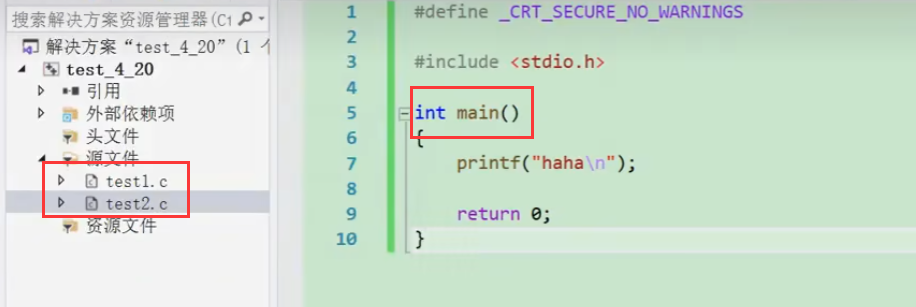 搜索解决方案资源管理器(Ct
解决方案“test_4_20”(1 个
test_4_20
引用
外部依赖项
头文件
源文件
test1.c
test2.c
资源文件
1 #define _CRT_SECURE_NO_WARNINGS
2
3 #include <stdio.h>
4
5 int main()
6 {
7 printf("haha\n");
8
9 return 0;
10 }